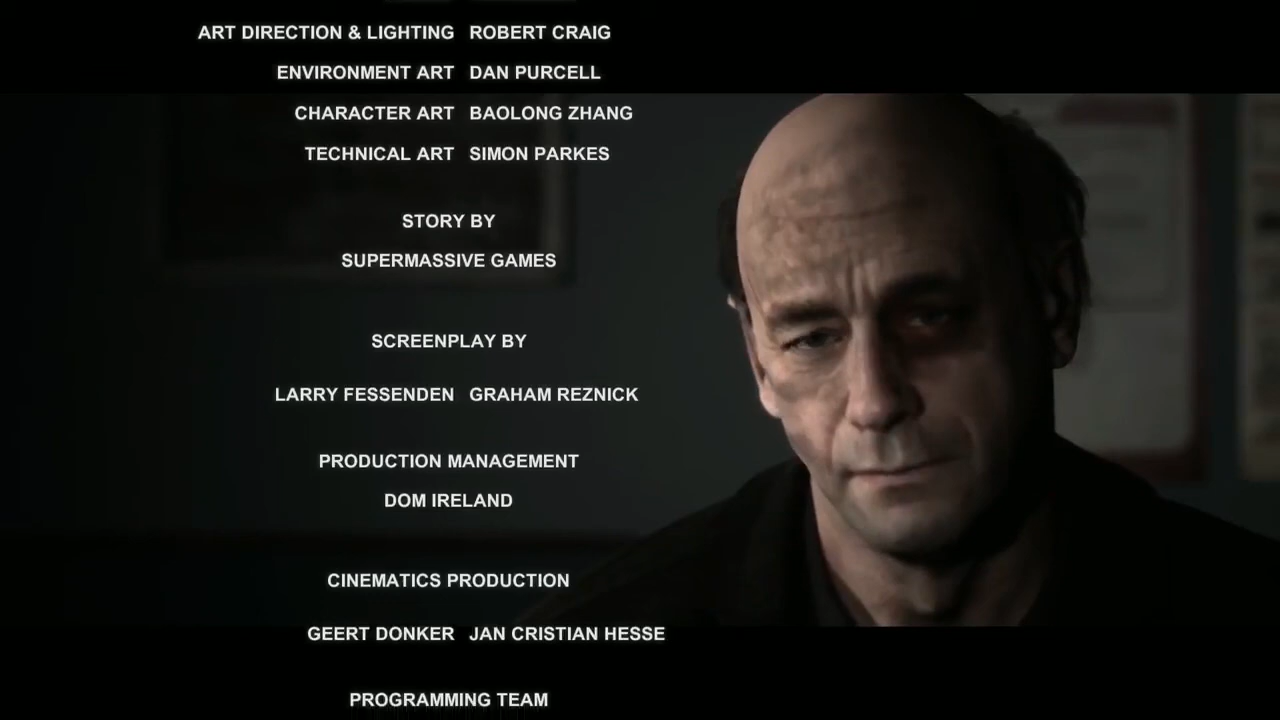 ART DIRECTION & LIGHTING ROBERT CRAIG
ENVIRONMENT ART DAN PURCELL
CHARACTER ART BAOLONG ZHANG
TECHNICAL ART SIMON PARKES
STORY BY
SUPERMASSIVE GAMES
SCREENPLAY BY
LARRY FESSENDEN GRAHAM REZNICK
PRODUCTION MANAGEMENT
DOM IRELAND
CINEMATICS PRODUCTION
GEERT DONKER JAN CRISTIAN HESSE
PROGRAMMING TEAM